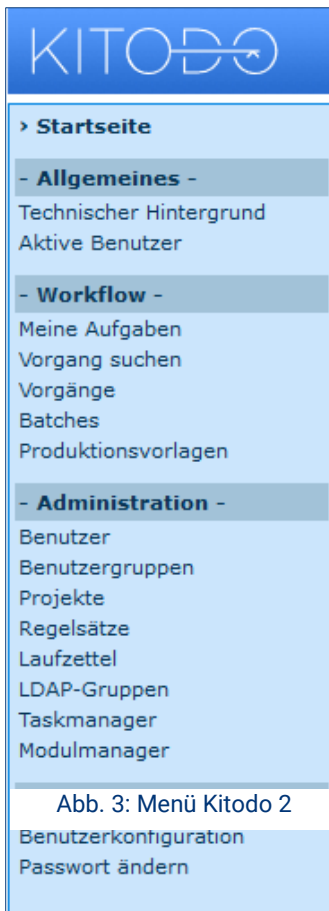 KITODO
› Startseite
- Allgemeines -
Technischer Hintergrund
Aktive Benutzer
- Workflow -
Meine Aufgaben
Vorgang suchen
Vorgänge
Batches
Produktionsvorlagen
- Administration -
Benutzer
Benutzergruppen
Projekte
Regelsätze
Laufzettel
LDAP-Gruppen
Taskmanager
Modulmanager
Abb. 3: Menü Kitodo 2
Benutzerkonfiguration
Passwort ändern